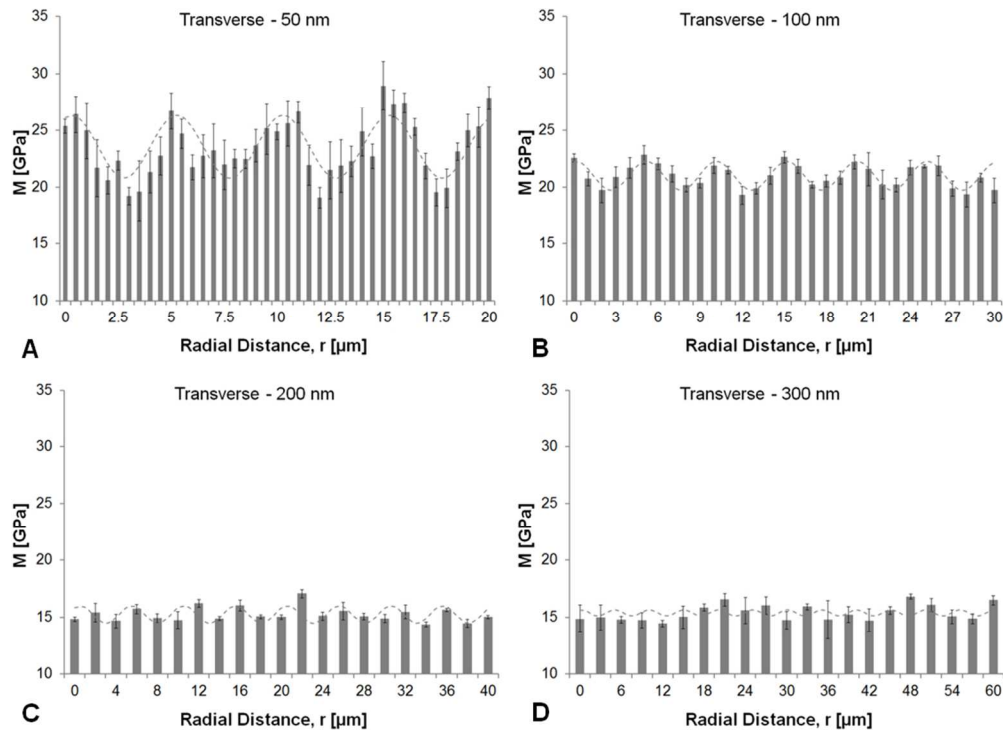 Transverse - 50 nm
35
30
25
20
15
10
M [GPa]
0 2.5 5 7.5 10 12.5 15 17.5 20
Radial Distance, r [µm]
A
Transverse - 100 nm
35
30
25
20
15
10
M [GPa]
0 3 6 9 12 15 18 21 24 27 30
Radial Distance, r [µm]
B
Transverse - 200 nm
35
30
25
20
15
10
M [GPa]
0 4 8 12 16 20 24 28 32 36 40
Radial Distance, r [µm]
C
Transverse - 300 nm
35
30
25
20
15
10
M [GPa]
0 6 12 18 24 30 36 42 48 54 60
Radial Distance, r [µm]
D